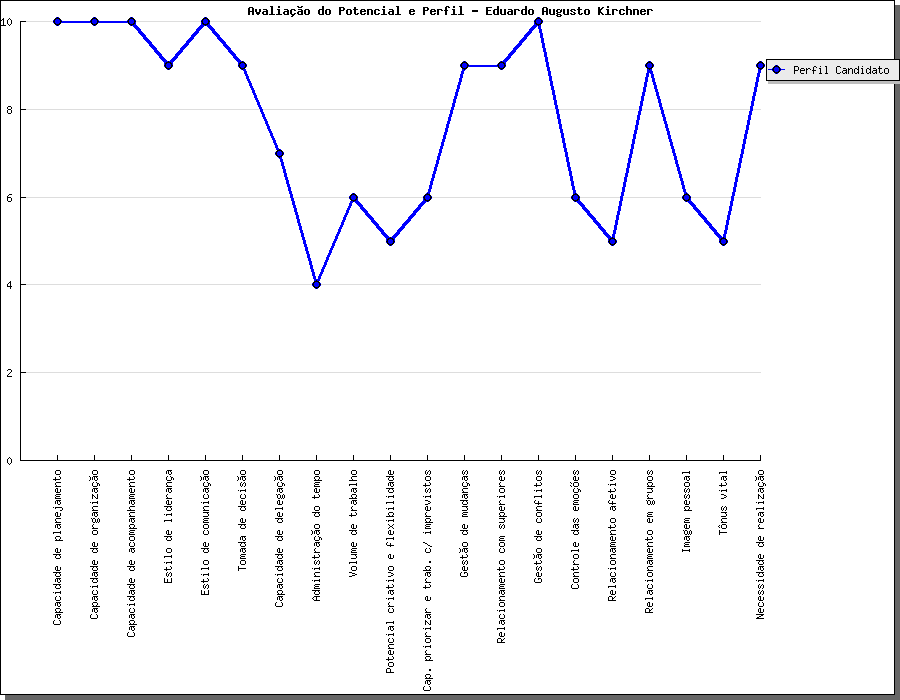 Avaliação do Potencial e Perfil - Eduardo Augusto Kirchner
10
8
6
4
2
0
Perfil Candidato
Capacidade de planejamento
Capacidade de organização
Capacidade de acompanhamento
Estilo de liderança
Estilo de comunicação
Tomada de decisão
Capacidade de delegação
Administração do tempo
Volume de trabalho
Potencial criativo e flexibilidade
Cap. priorizar e trab. c/ imprevistos
Gestão de mudanças
Relacionamento com superiores
Gestão de conflitos
Controle das emoções
Relacionamento afetivo
Relacionamento em grupos
Imagem pessoal
Tônus vital
Necessidade de realização